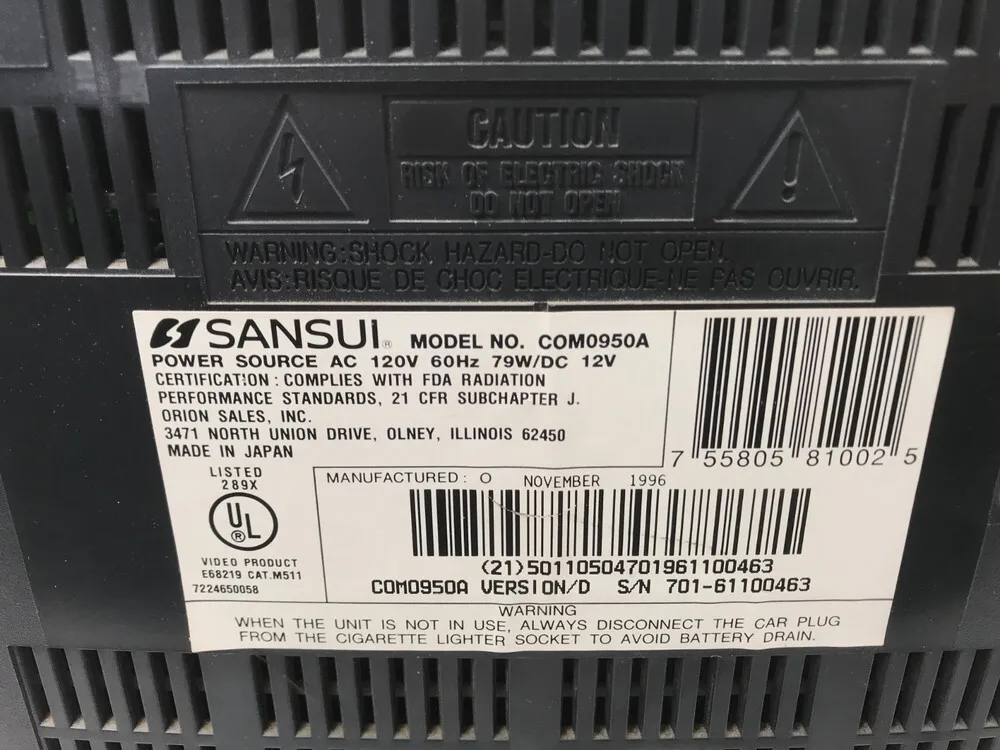 CAUTION
RISK OF ELECTRIC SHOCK
DO NOT OPEN
WARNING:SHOCK HAZARD-DO NOT OPEN.
AVIS:RISQUE DE CHOC ELECTRIQUE-NE PAS OUVRIR.
SANSUI® MODEL NO. COM0950A
POWER SOURCE AC 120V 60Hz 79W/DC 12V
CERTIFICATION : COMPLIES WITH FDA RADIATION
PERFORMANCE STANDARDS, 21 CFR SUBCHAPTER J.
ORION SALES, INC.
3471 NORTH UNION DRIVE, OLNEY, ILLINOIS 62450
MADE IN JAPAN
7 55805 81002 5
LISTED
289X
UL®
VIDEO PRODUCT
E68219 CAT.M511
7224650058
MANUFACTURED : O NOVEMBER 1996
(21)50110504701961100463
COM0950A VERSION/D S/N 701-61100463
WARNING
WHEN THE UNIT IS NOT IN USE, ALWAYS DISCONNECT THE CAR PLUG
FROM THE CIGARETTE LIGHTER SOCKET TO AVOID BATTERY DRAIN.